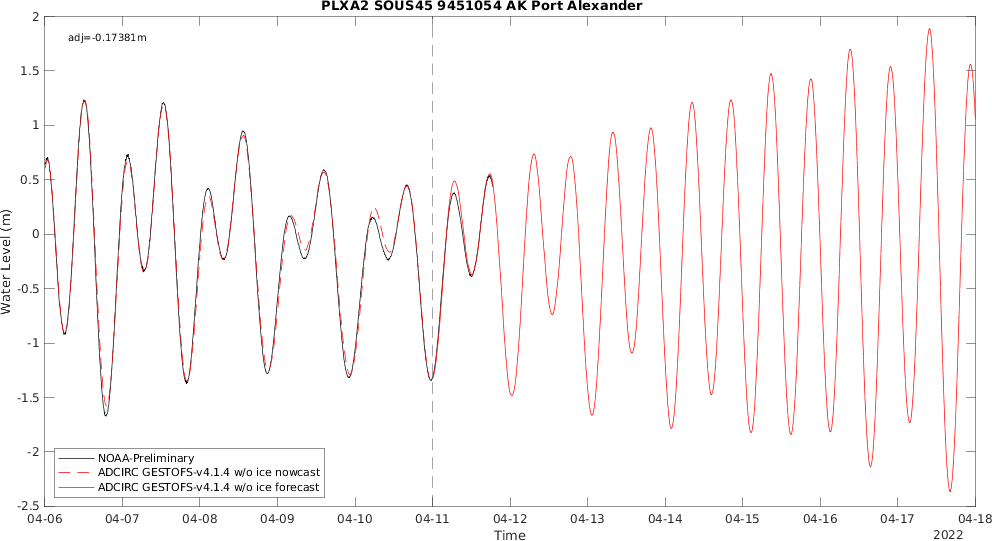 PLXA2 SOUS45 9451054 AK Port Alexander
adj=-0.17381m
Water Level (m)
2
1.5
1
0.5
0
-0.5
-1
-1.5
-2
-2.5
NOAA-Preliminary
ADCIRC GESTOFS-v4.1.4 w/o ice nowcast
ADCIRC GESTOFS-v4.1.4 w/o ice forecast
04-06 04-07 04-08 04-09 04-10 04-11 04-12 04-13 04-14 04-15 04-16 04-17 04-18
Time
2022